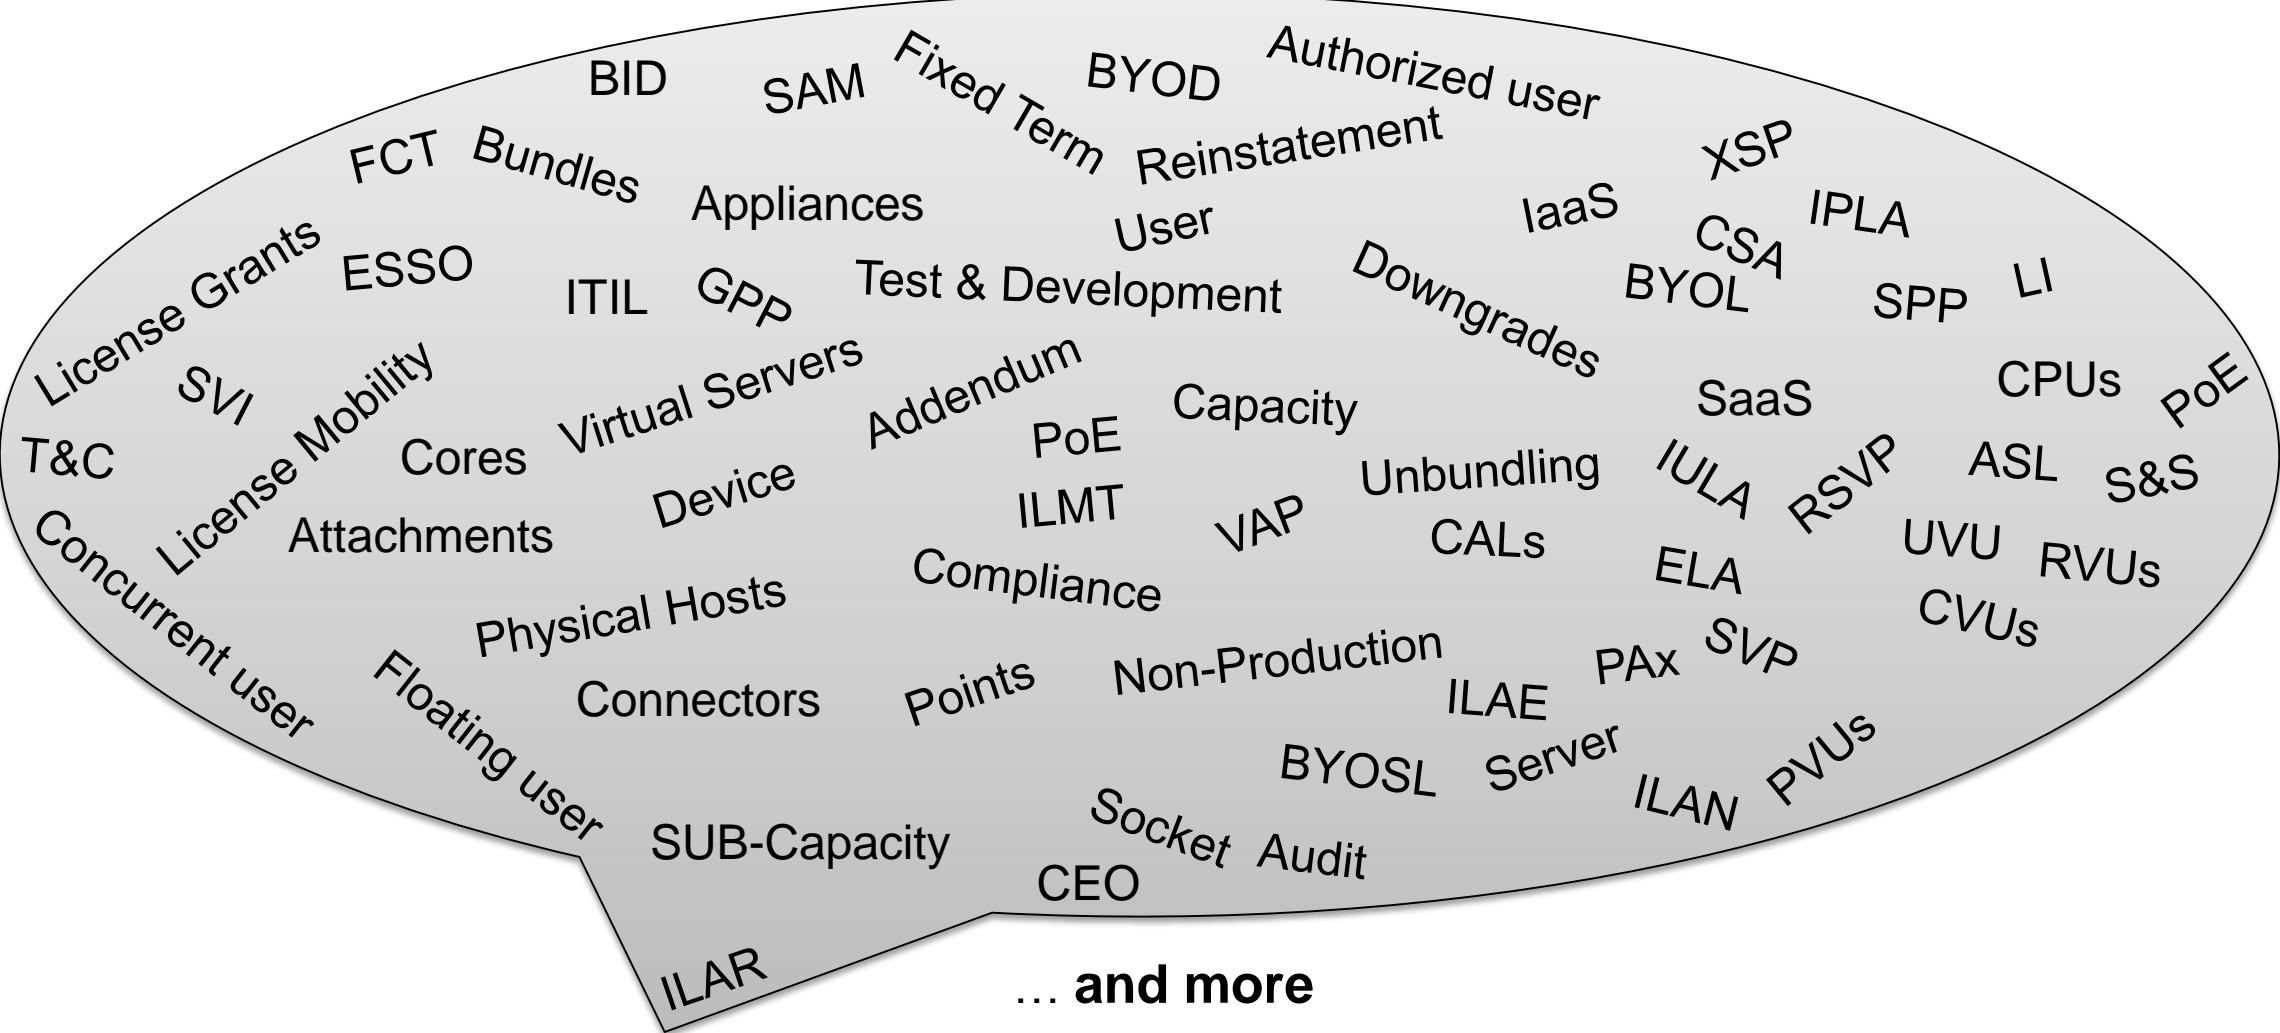 BID
SAM
Fixed Term
BYOD
Authorized user
FCT
Bundles
Reinstatement
XSP
Appliances
User
IaaS
IPLA
License Grants
ESSO
ITIL
GPP
Test & Development
Downgrades
CSA
BYOL
SPP
LI
SVI
License Mobility
Virtual Servers
Addendum
Capacity
SaaS
CPUs
PoE
T&C
Cores
Device
PoE
Unbundling
IULA
RSVP
ASL
S&S
Concurrent user
Attachments
ILMT
VAP
CALs
UVU
RVUs
Physical Hosts
Compliance
ELA
CVUs
Floating user
Connectors
Points
Non-Production
PAx
SVP
ILAE
BYOSL
Server
PVUs
ILAN
SUB-Capacity
Socket
Audit
CEO
ILAR
… and more